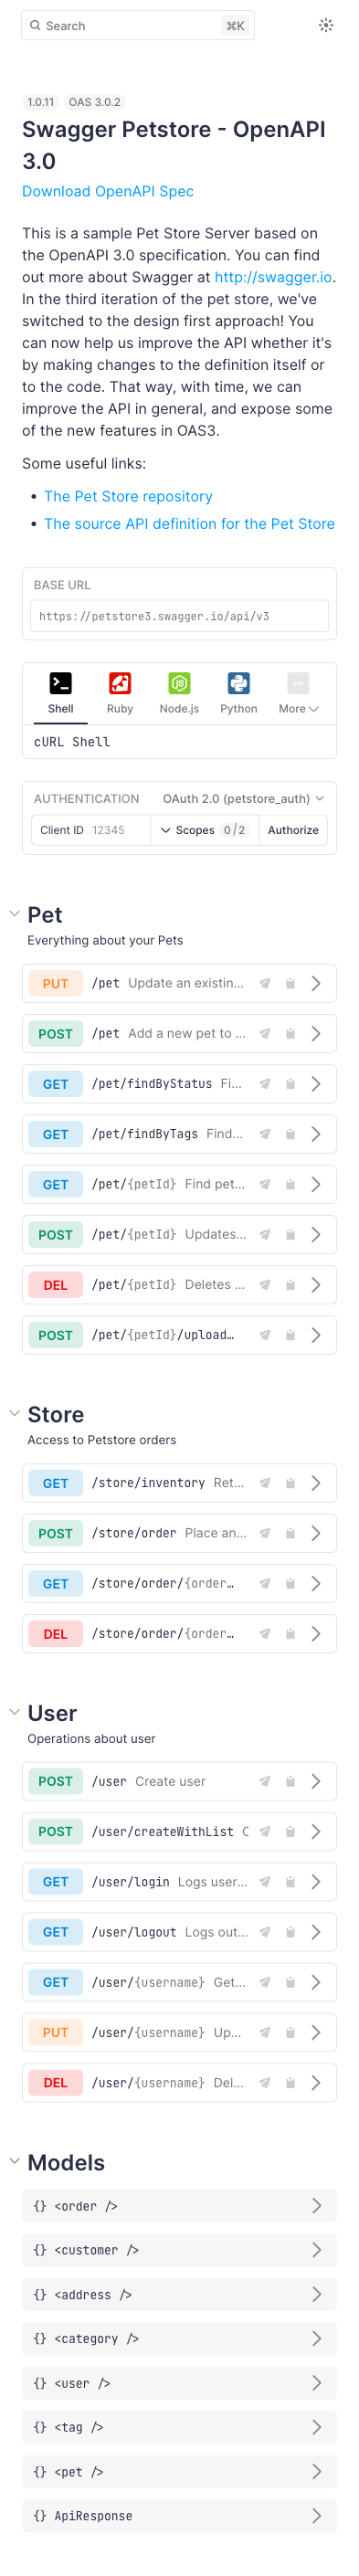 Search ⌘K
1.0.11 OAS 3.0.2
Swagger Petstore - OpenAPI
3.0
Download OpenAPI Spec
This is a sample Pet Store Server based on
the OpenAPI 3.0 specification. You can find
out more about Swagger at http://swagger.io.
In the third iteration of the pet store, we've
switched to the design first approach! You
can now help us improve the API whether it's
by making changes to the definition itself or
to the code. That way, with time, we can
improve the API in general, and expose some
of the new features in OAS3.
Some useful links:
• The Pet Store repository
• The source API definition for the Pet Store
BASE URL
https://petstore3.swagger.io/api/v3
Shell Ruby Node.js Python More
cURL Shell
AUTHENTICATION OAuth 2.0 (petstore_auth)
Client ID 12345 Scopes 0/2 Authorize
Pet
Everything about your Pets
PUT /pet Update an existin...
POST /pet Add a new pet to ...
GET /pet/findByStatus Fi...
GET /pet/findByTags Find...
GET /pet/{petId} Find pet...
POST /pet/{petId} Updates...
DEL /pet/{petId} Deletes ...
POST /pet/{petId}/upload…
Store
Access to Petstore orders
GET /store/inventory Ret...
POST /store/order Place an...
GET /store/order/{order…
DEL /store/order/{order…
User
Operations about user
POST /user Create user
POST /user/createWithList C
GET /user/login Logs user...
GET /user/logout Logs out...
GET /user/{username} Get...
PUT /user/{username} Up...
DEL /user/{username} Del...
Models
{} <order />
{} <customer />
{} <address />
{} <category />
{} <user />
{} <tag />
{} <pet />
{} ApiResponse